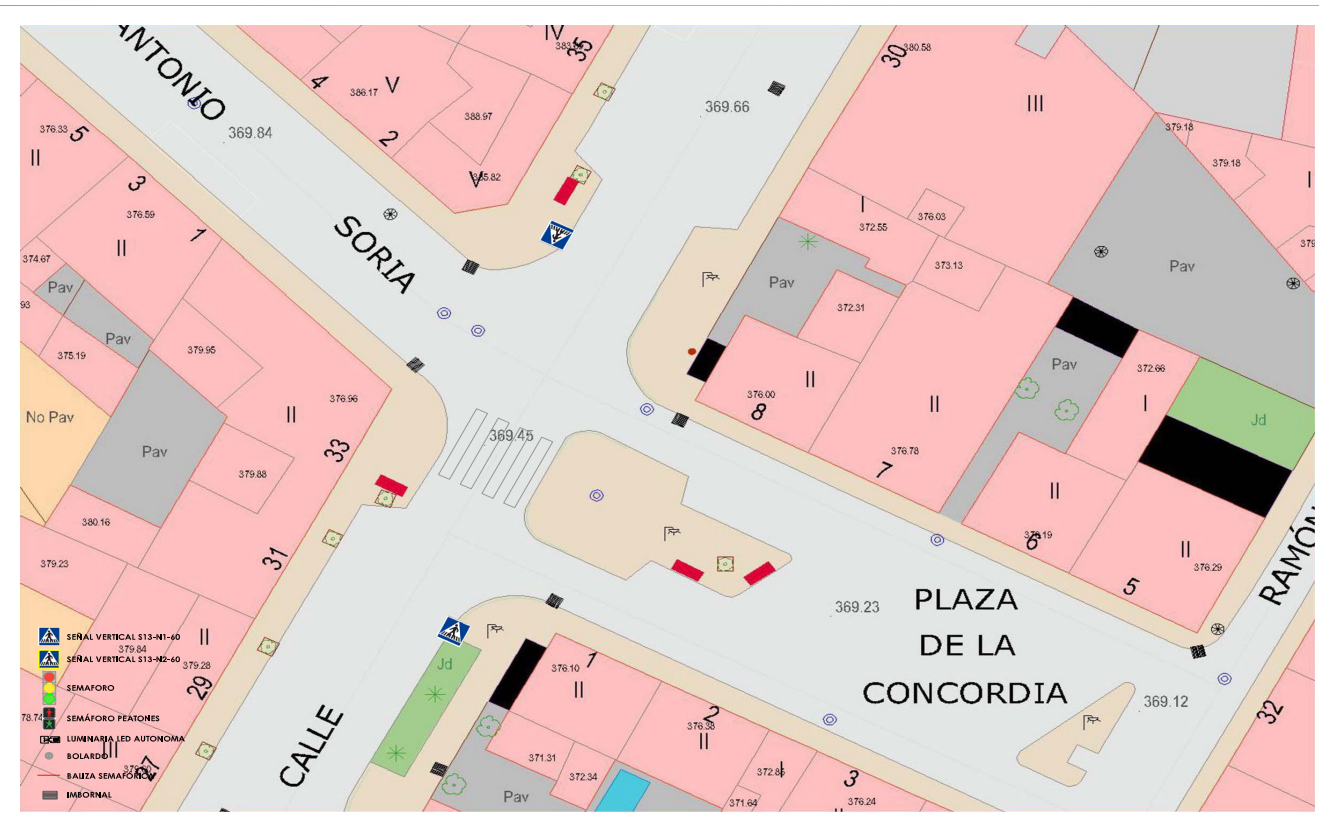 ANTONIO
SORIA
369.84
369.66
369.45
369.23
369.12
PLAZA
DE LA
CONCORDIA
CALLE
RAMÓN
IV
35
4
386.17
V
388.97
2
V
30
380.58
III
379.18
379.18
I
376.33
5
II
3
376.59
II
1
374.67
Pav
93
Pav
375.19
379.95
376.96
II
33
No Pav
Pav
379.88
380.16
31
379.23
I
372.55
376.03
373.13
Pav
372.31
II
376.00
8
II
376.78
7
Pav
Pav
372.66
I
Jd
II
6
II
376.29
5
32
Jd
376.10
1
II
2
376.38
II
371.31
372.34
372.86
I
371.64
3
376.24
Pav
II
379.84
379.28
29
78.74
III
27
SEÑAL VERTICAL S13-N1-60
SEÑAL VERTICAL S13-N2-60
SEMAFORO
SEMÁFORO PEATONES
LUMINARIA LED AUTONOMA
BOLARDO
BALIZA SEMAFÓRICA
IMBORNAL